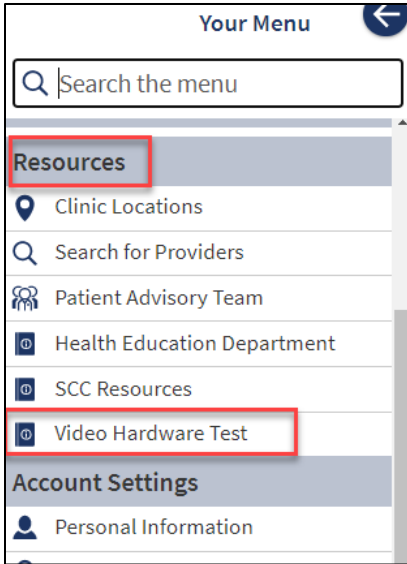 Your Menu
Search the menu
Resources
Clinic Locations
Search for Providers
Patient Advisory Team
Health Education Department
SCC Resources
Video Hardware Test
Account Settings
Personal Information